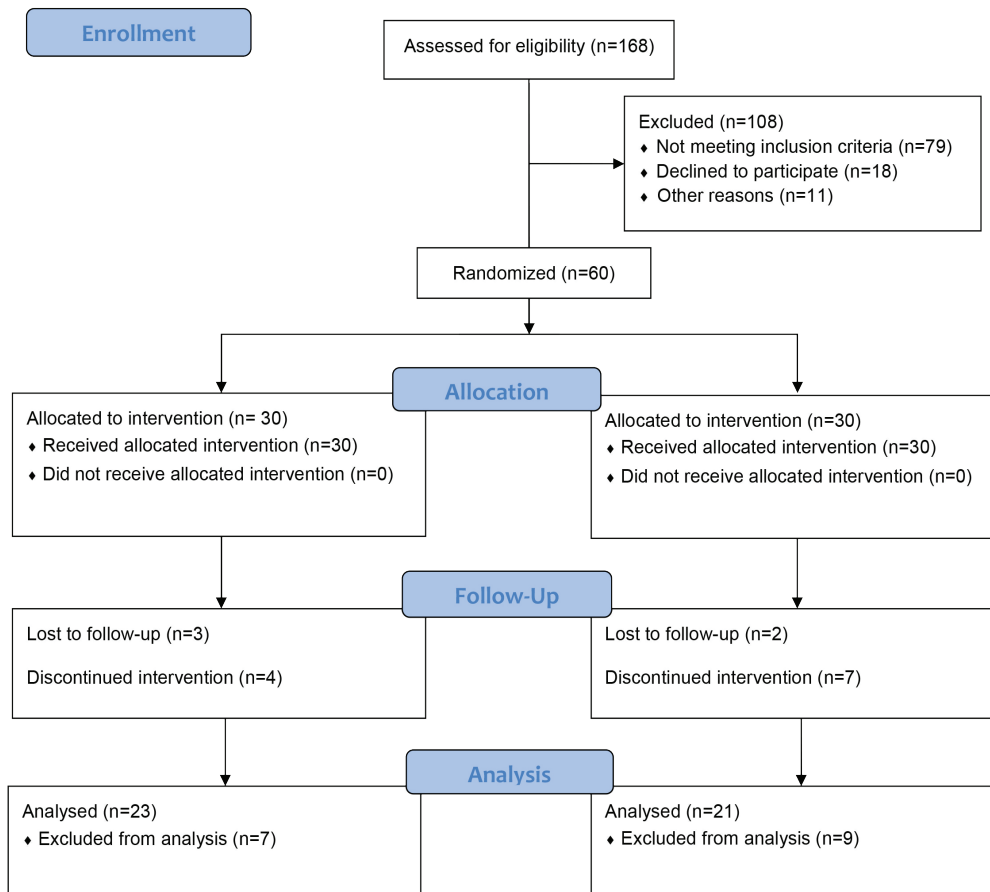 Enrollment
Assessed for eligibility (n=168)
Excluded (n=108)
♦ Not meeting inclusion criteria (n=79)
♦ Declined to participate (n=18)
♦ Other reasons (n=11)
Randomized (n=60)
Allocation
Allocated to intervention (n= 30)
♦ Received allocated intervention (n=30)
♦ Did not receive allocated intervention (n=0)
Allocated to intervention (n=30)
♦ Received allocated intervention (n=30)
♦ Did not receive allocated intervention (n=0)
Follow-Up
Lost to follow-up (n=3)
Discontinued intervention (n=4)
Lost to follow-up (n=2)
Discontinued intervention (n=7)
Analysis
Analysed (n=23)
♦ Excluded from analysis (n=7)
Analysed (n=21)
♦ Excluded from analysis (n=9)